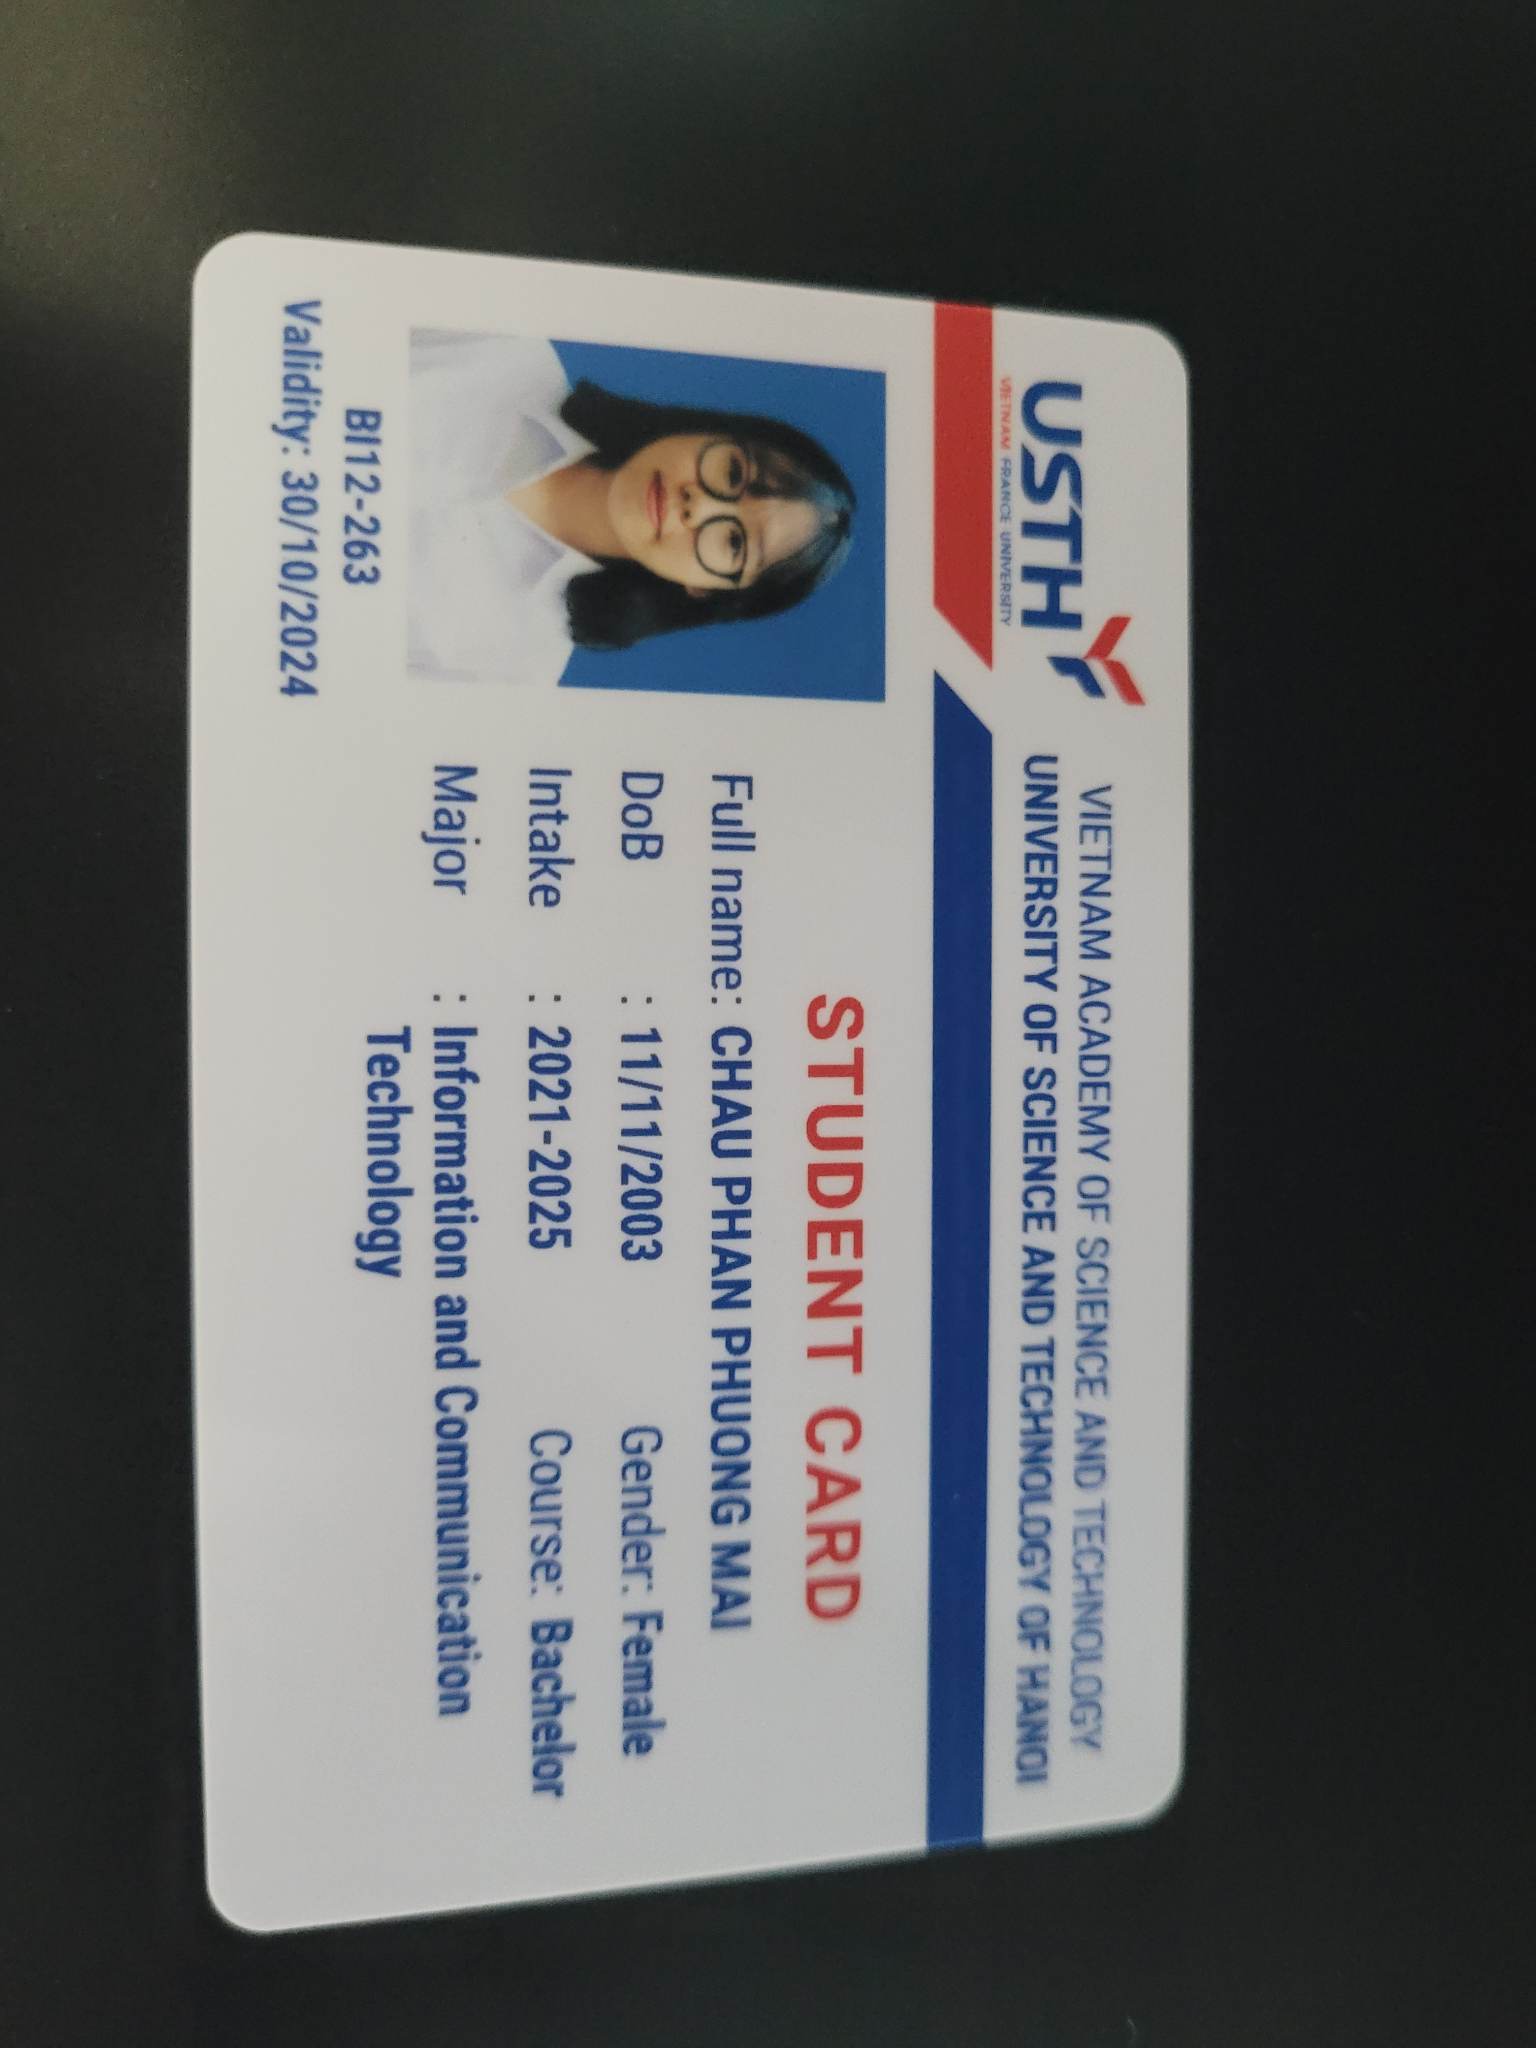 USTH
VIETNAM FRANCE UNIVERSITY
VIETNAM ACADEMY OF SCIENCE AND TECHNOLOGY
UNIVERSITY OF SCIENCE AND TECHNOLOGY OF HANOI
STUDENT CARD
Full name: CHAU PHAN PHUONG MAI
DoB : 11/11/2003 Gender: Female
Intake : 2021-2025 Course: Bachelor
Major : Information and Communication
Technology
BI12-263
Validity: 30/10/2024